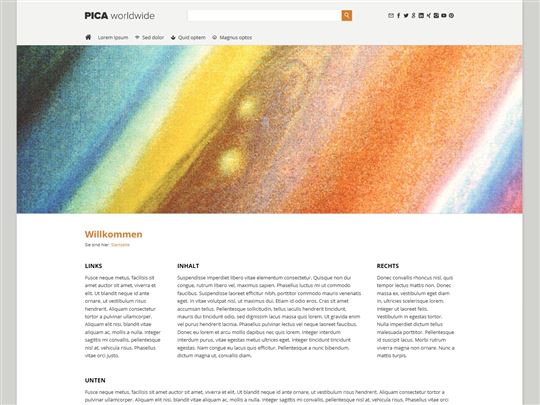 PICA worldwide
Lorem Ipsum Sed dolor Quid optem Magnus optos
Willkommen
Sie sind hier: Startseite
LINKS
Fusce neque metus, facilisis sit
amet auctor sit amet, viverra et
elit. Ut blandit neque id ante
ornare, ut vestibulum risus
hendrerit. Aliquam consectetur
tortor a pulvinar ullamcorper.
Aliquam elit nisi, blandit vitae
aliquam ac, mollis a nulla. Integer
sagittis mi convallis, pellentesque
nisl at, vehicula risus. Phasellus
vitae orci justo.
INHALT
Suspendisse imperdiet libero vitae elementum consectetur. Quisque non dui
congue, rutrum libero vel, maximus sapien. Phasellus luctus mi ut commodo
faucibus. Suspendisse laoreet efficitur nibh, porttitor commodo mauris venenatis
eget. In vitae volutpat nisl, ut maximus dui. Etiam id odio eros. Cras sit amet
accumsan tellus. Pellentesque sollicitudin, tellus iaculis hendrerit tincidunt,
mauris dui tincidunt odio, sed dignissim lacus massa quis lorem. Ut gravida enim
vel purus hendrerit lacinia. Phasellus pulvinar lectus vel neque laoreet faucibus.
Donec eu lorem et arcu mollis dapibus nec quis lorem. Integer interdum
interdum purus, vitae egestas metus ultrices eget. Integer tincidunt tincidunt
egestas. Nam congue eu lacus quis efficitur. Pellentesque a nunc bibendum,
dictum magna ut, convallis diam.
RECHTS
Donec convallis rhoncus nisl, quis
tempor lectus mattis non. Donec
massa ex, vestibulum eget diam
in, ultricies scelerisque lorem.
Integer ut laoreet felis.
Vestibulum in egestas tortor.
Nulla imperdiet dictum tellus
malesuada porttitor. Pellentesque
id suscipit lacus. Morbi rutrum
viverra magna non ornare. Nunc a
mattis turpis.
UNTEN
Fusce neque metus, facilisis sit amet auctor sit amet, viverra et elit. Ut blandit neque id ante ornare, ut vestibulum risus hendrerit. Aliquam consectetur tortor a
pulvinar ullamcorper. Aliquam elit nisi, blandit vitae aliquam ac, mollis a nulla. Integer sagittis mi convallis, pellentesque nisl at, vehicula risus. Phasellus vitae orci